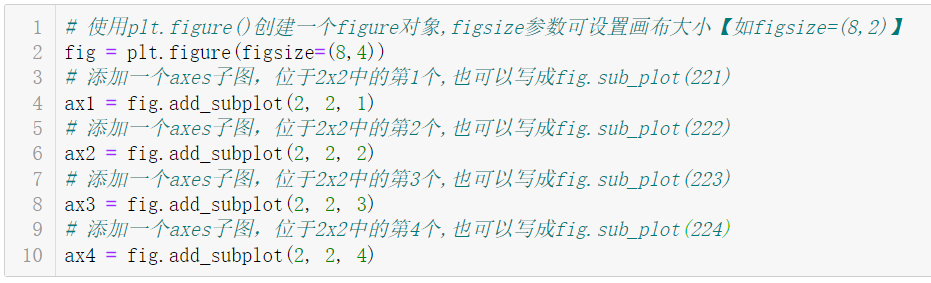 1 # 使用plt.figure()创建一个figure对象,figsize参数可设置画布大小【如figsize=(8,2)】
2 fig = plt.figure(figsize=(8,4))
3 # 添加一个axes子图，位于2x2中的第1个,也可以写成fig.sub_plot(221)
4 ax1 = fig.add_subplot(2, 2, 1)
5 # 添加一个axes子图，位于2x2中的第2个,也可以写成fig.sub_plot(222)
6 ax2 = fig.add_subplot(2, 2, 2)
7 # 添加一个axes子图，位于2x2中的第3个,也可以写成fig.sub_plot(223)
8 ax3 = fig.add_subplot(2, 2, 3)
9 # 添加一个axes子图，位于2x2中的第4个,也可以写成fig.sub_plot(224)
10 ax4 = fig.add_subplot(2, 2, 4)